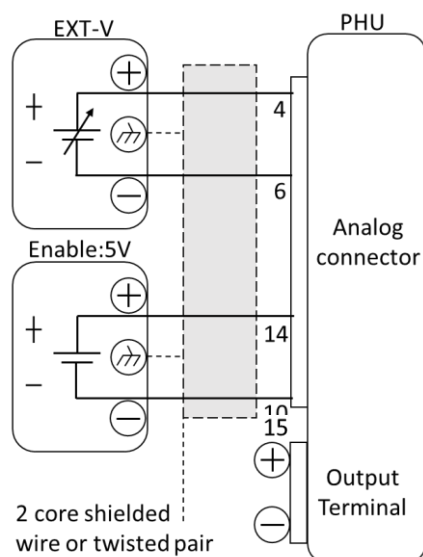 EXT-V
PHU
4
6
Analog
connector
Enable:5V
14
15
Output
Terminal
2 core shielded
wire or twisted pair